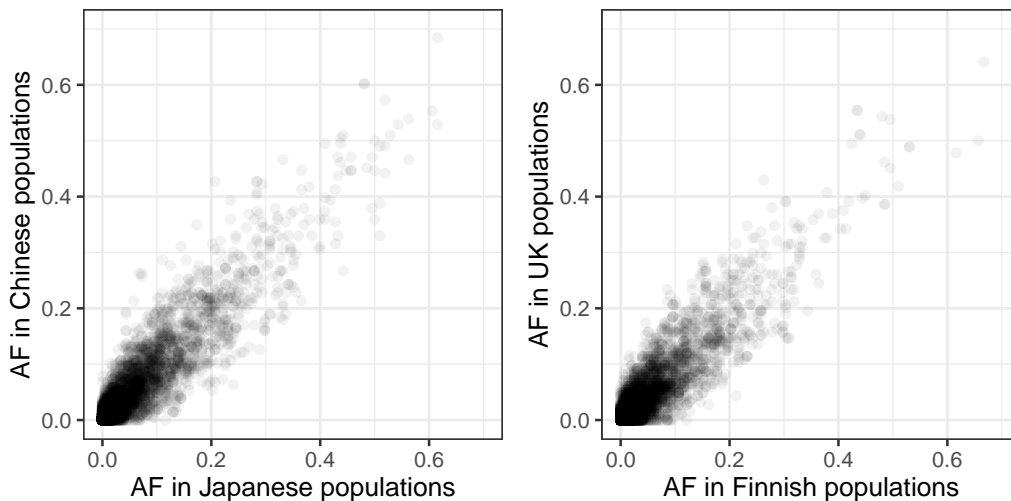 AF in Chinese populations
0.6
0.4
0.2
0.0
0.0 0.2 0.4 0.6
AF in Japanese populations
AF in UK populations
0.6
0.4
0.2
0.0
0.0 0.2 0.4 0.6
AF in Finnish populations